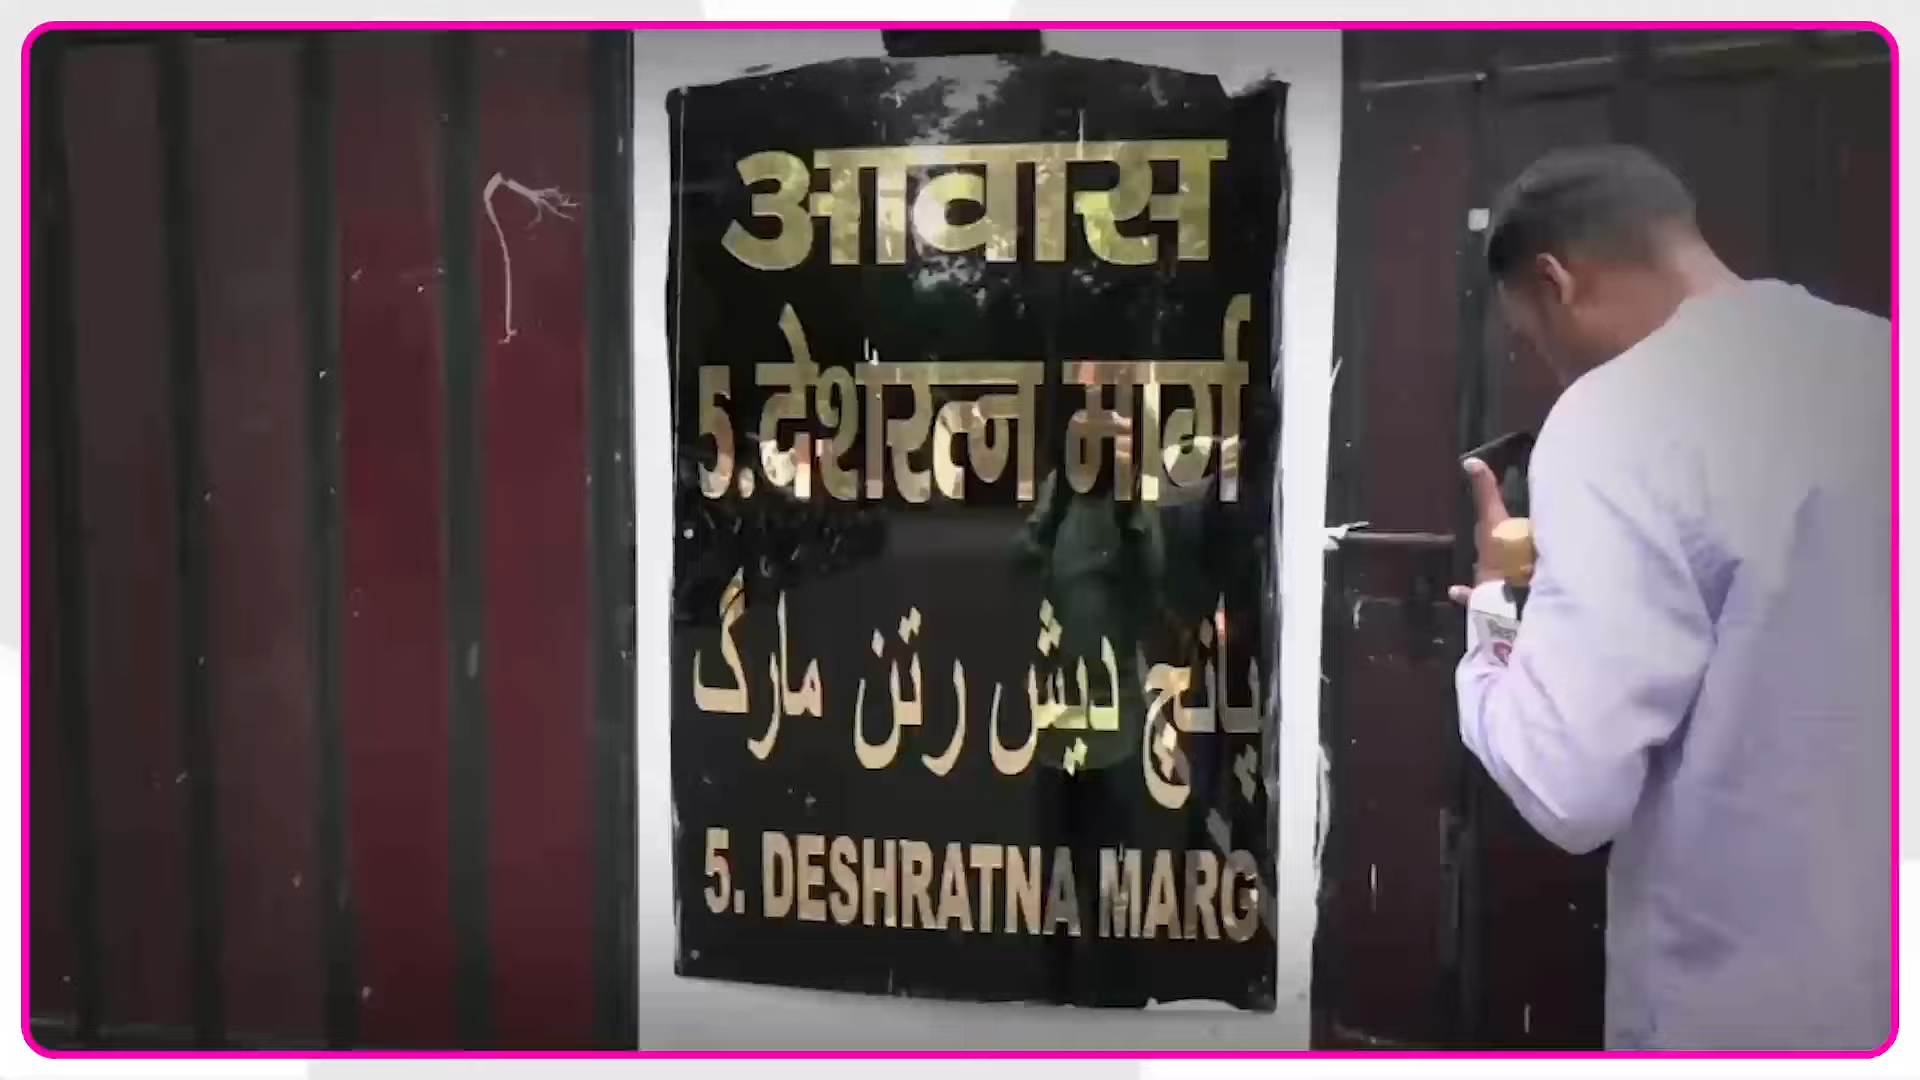 आवास
5.देशरत्न मार्ग
پانچ دیش رتن مارگ
5. DESHRATNA MARG